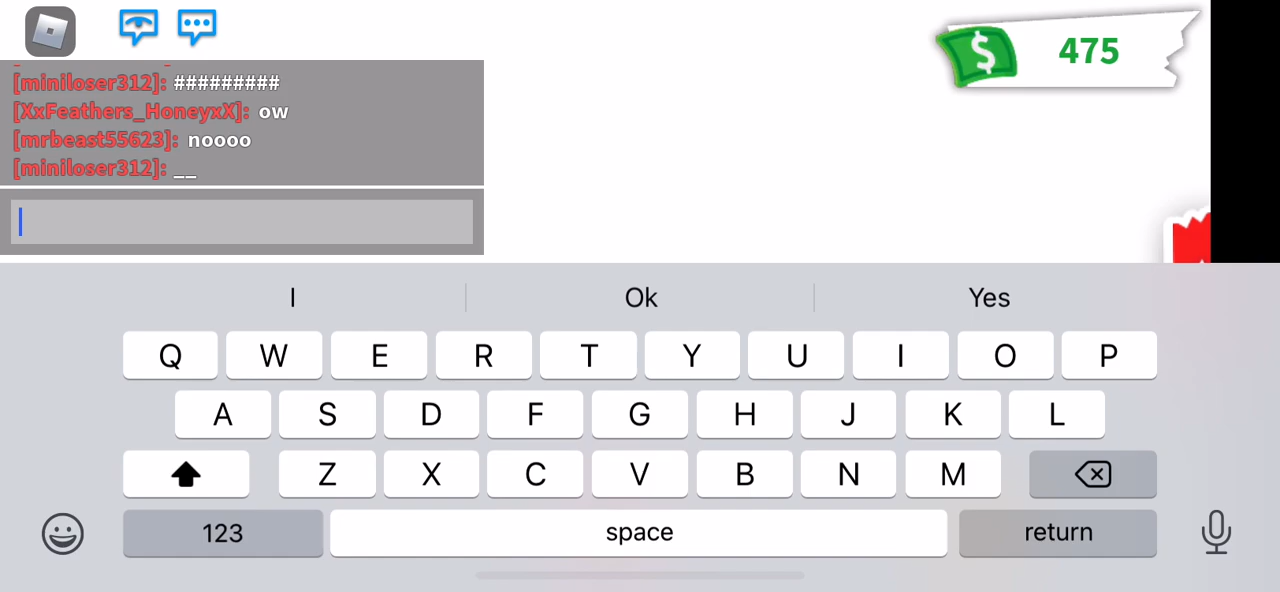 475
[miniloser312]: #########
[XxFeathers_HoneyxX]: ow
[mrbeast55623]: noooo
[miniloser312]: __
I Ok Yes
Q W E R T Y U I O P
A S D F G H J K L
Z X C V B N M
123 space return